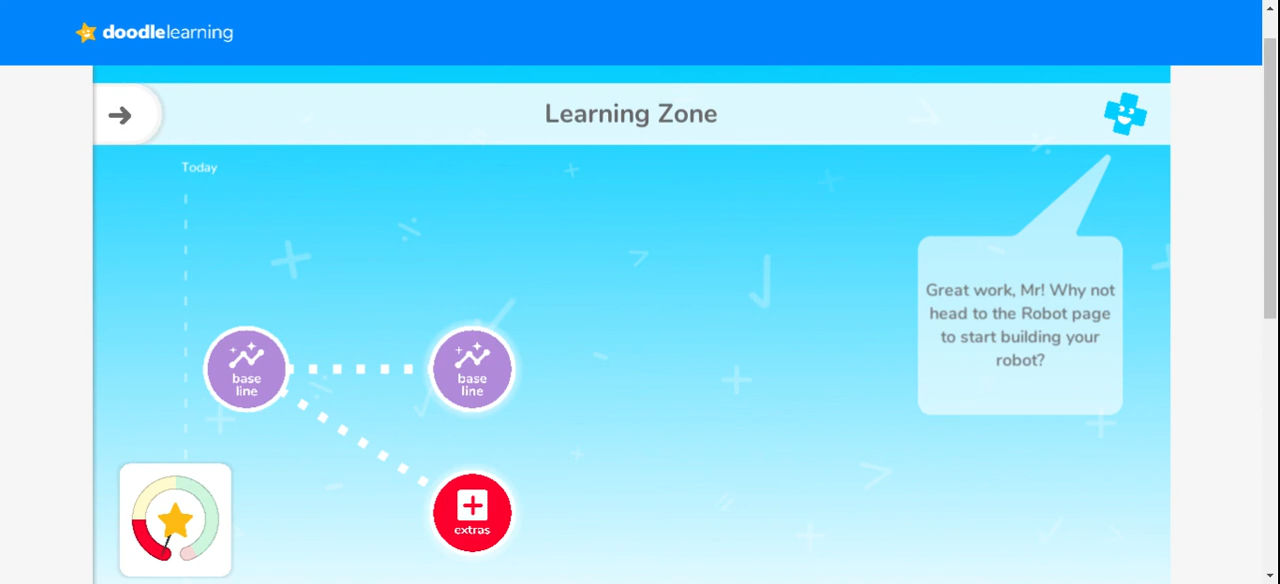 doodlelearning
Learning Zone
Today
Great work, Mr! Why not
head to the Robot page
to start building your
robot?
base
line
base
line
extras